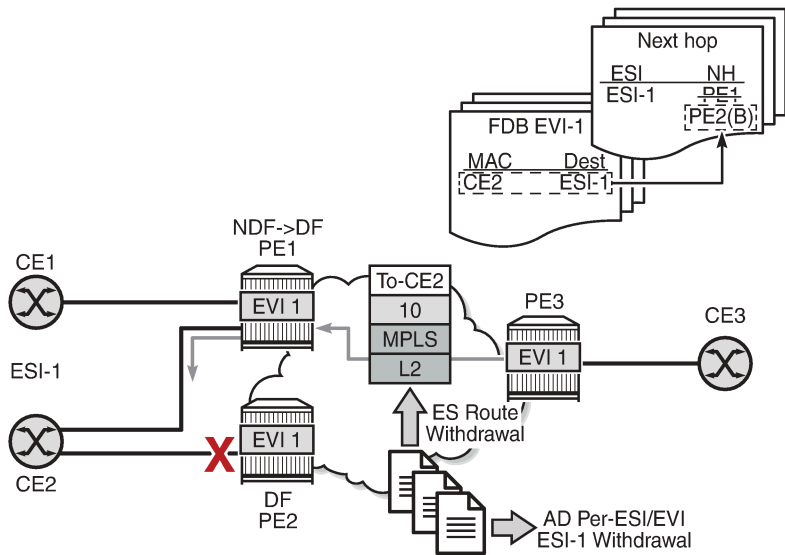 Next hop
ESI NH
ESI-1 PE1
PE2(B)
FDB EVI-1
MAC Dest
CE2 ESI-1
NDF->DF
PE1
CE1
EVI 1
To-CE2
10
MPLS
L2
PE3
EVI 1
CE3
ESI-1
ES Route
Withdrawal
EVI 1
CE2
DF
PE2
AD Per-ESI/EVI
ESI-1 Withdrawal